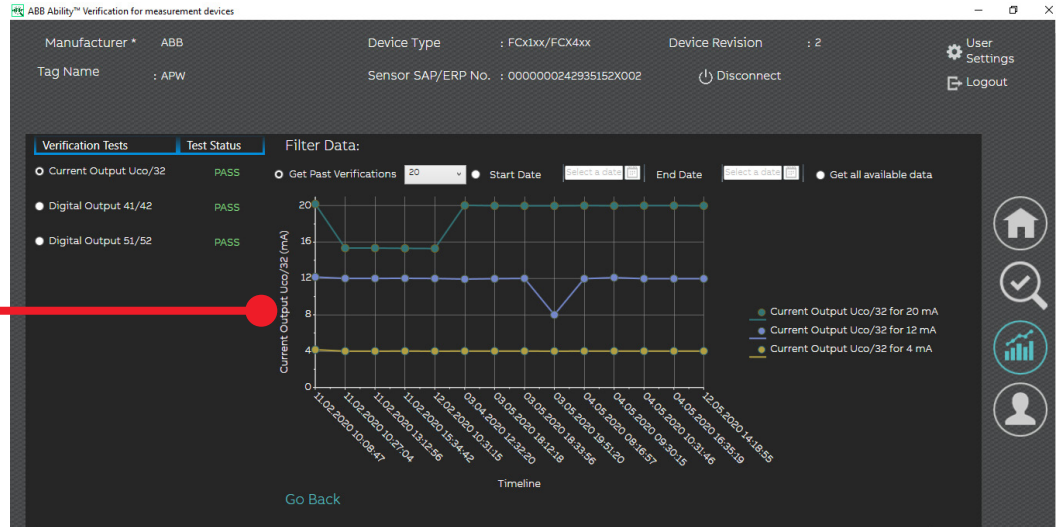 ABB Ability™ Verification for measurement devices
Manufacturer * ABB Device Type : FCx1xx/FCX4xx Device Revision : 2
User Settings
Tag Name : APW Sensor SAP/ERP No. : 0000000242935152X002 Disconnect
Logout
Verification Tests Test Status Filter Data:
Current Output Uco/32 PASS Get Past Verifications 20 Start Date Select a date End Date Select a date Get all available data
Digital Output 41/42 PASS
Digital Output 51/52 PASS
Current Output Uco/32 (mA)
20
16
12
8
4
0
Current Output Uco/32 for 20 mA
Current Output Uco/32 for 12 mA
Current Output Uco/32 for 4 mA
11.02.2020 10:08:47
11.02.2020 10:27:04
11.02.2020 13:12:56
11.02.2020 15:34:42
12.02.2020 10:31:15
03.04.2020 12:32:20
03.05.2020 18:12:18
03.05.2020 18:33:56
03.05.2020 19:51:20
04.05.2020 08:16:57
04.05.2020 09:30:15
04.05.2020 10:31:46
04.05.2020 16:35:19
12.05.2020 14:18:55
Timeline
Go Back